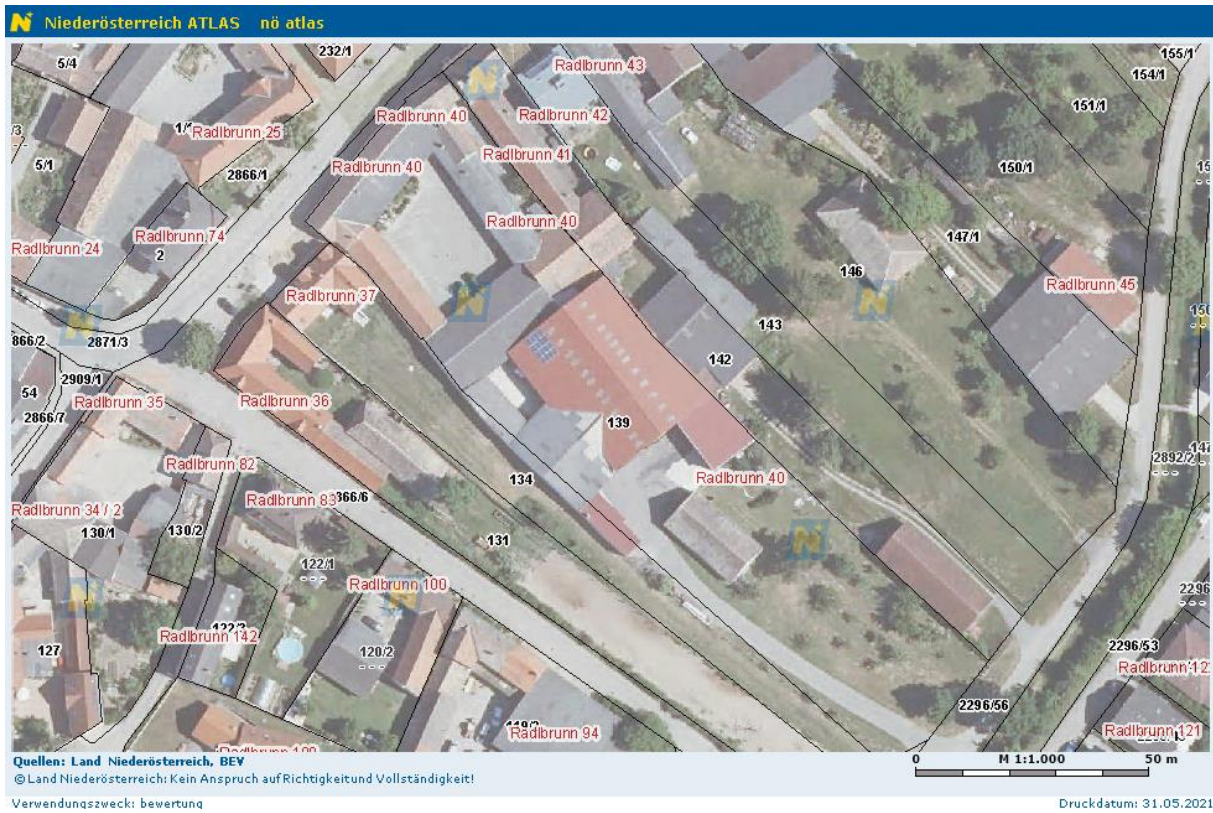 Niederösterreich ATLAS nö atlas
232/1
5/4
155/1
Radlbrunn 43
154/1
151/1
Radlbrunn 40
Radlbrunn 42
Radlbrunn 25
5/1
Radlbrunn 41
Radlbrunn 40
150/1
2866/1
Radlbrunn 40
Radlbrunn 74
147/1
Radlbrunn 24
2
146
Radlbrunn 45
Radlbrunn 37
143
2871/3
142
2909/1
54
Radlbrunn 35
Radlbrunn 36
2866/7
139
Radlbrunn 82
2892/2
134
Radlbrunn 40
Radlbrunn 83
366/6
Radlbrunn 34 / 2
130/1
130/2
131
122/1
Radlbrunn 100
2296
Radlbrunn 142
127
120/2
2296/53
Radlbrunn 12
2296/56
Radlbrunn 94
Radlbrunn 121
Quellen: Land Niederösterreich, BEV
0 M 1:1.000 50 m
© Land Niederösterreich: Kein Anspruch auf Richtigkeit und Vollständigkeit!
Verwendungszweck: bewertung
Druckdatum: 31.05.2021